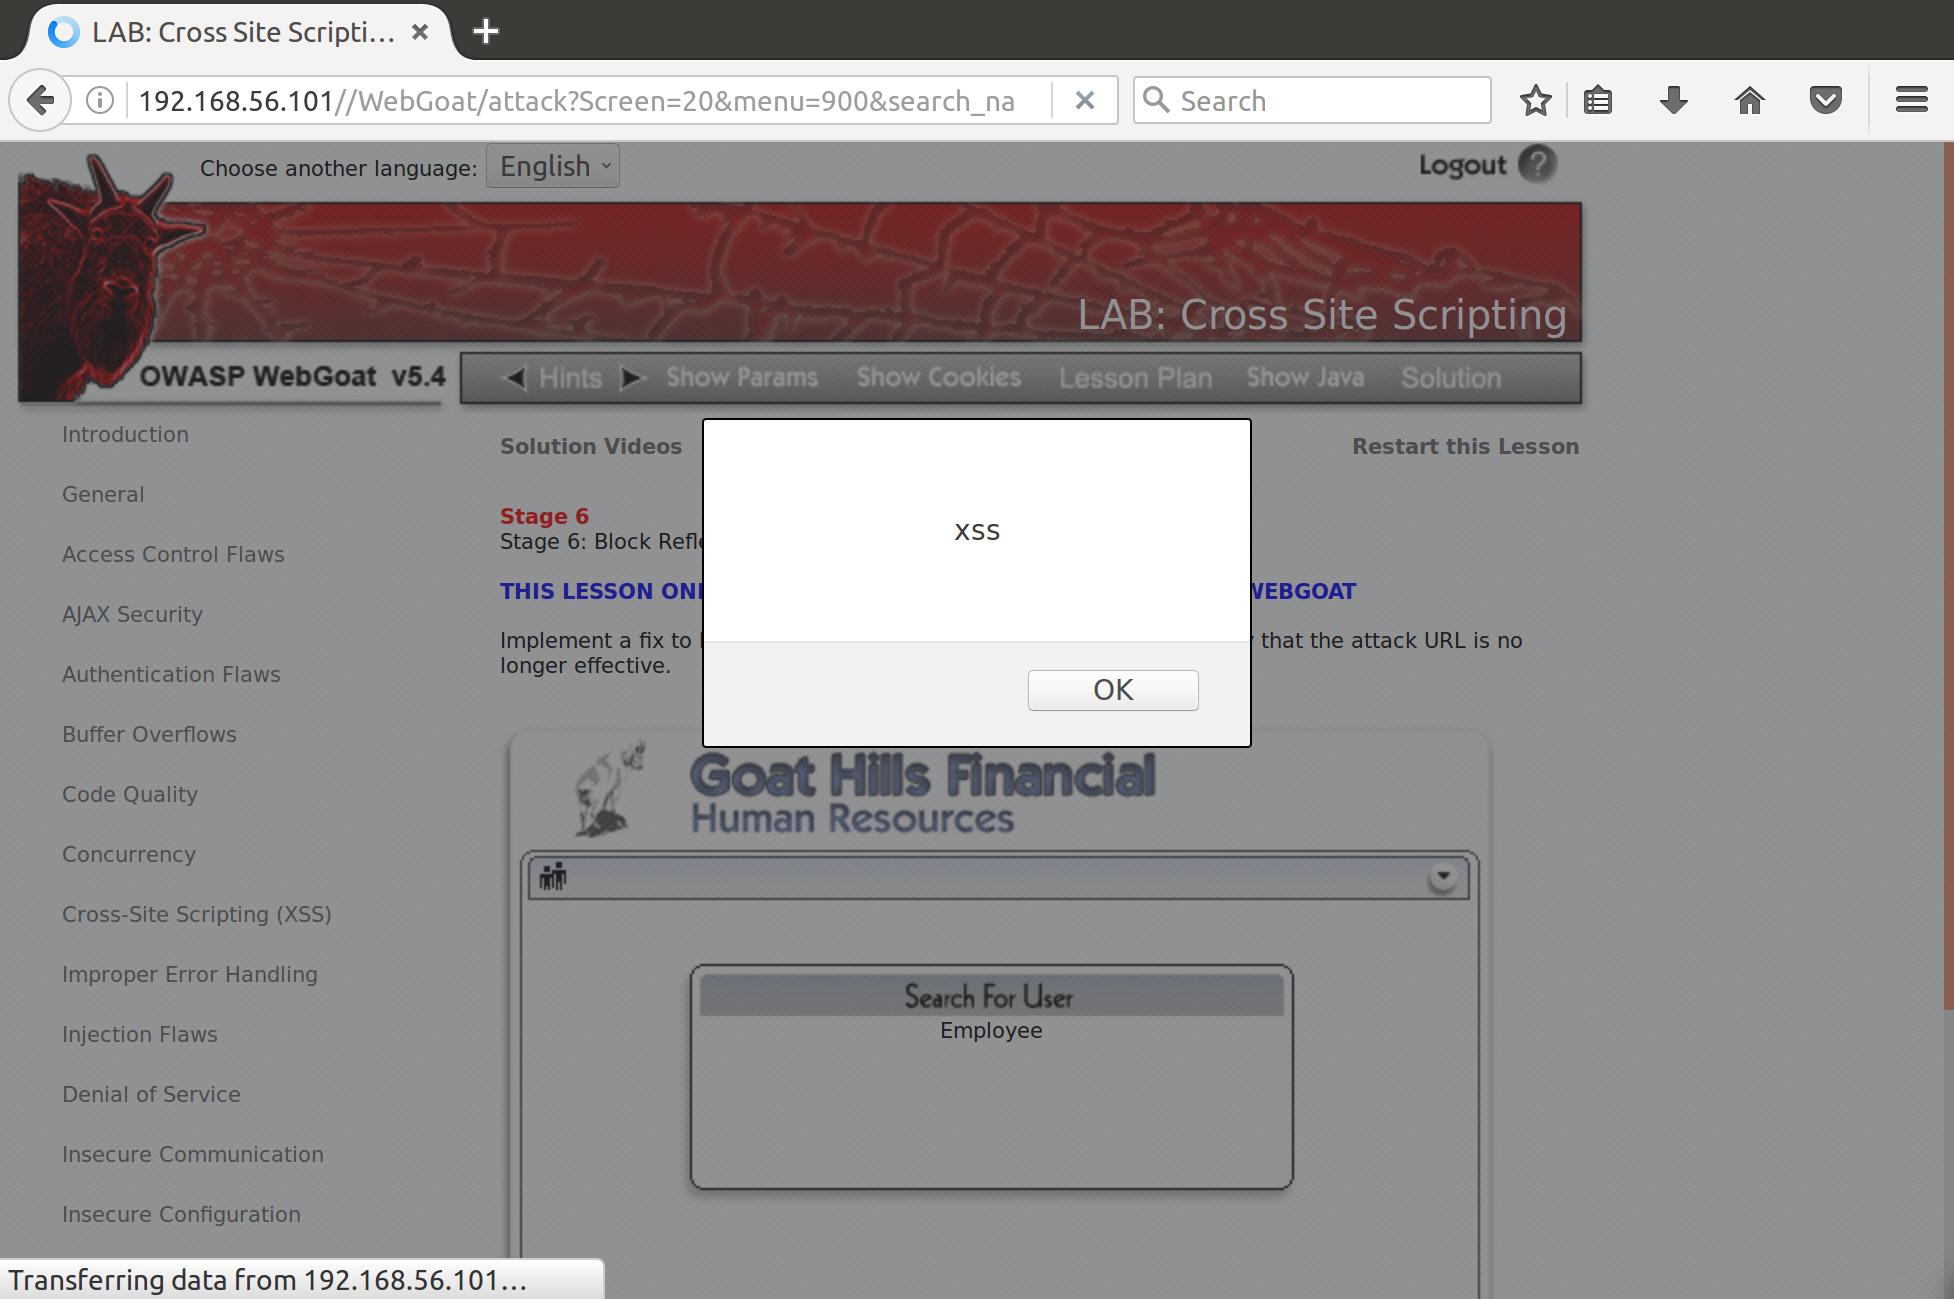 LAB: Cross Site Scripti...
192.168.56.101//WebGoat/attack?Screen=20&menu=900&search_na
Search
Choose another language: English
Logout ?
LAB: Cross Site Scripting
OWASP WebGoat v5.4
Hints Show Params Show Cookies Lesson Plan Show Java Solution
Introduction
General
Access Control Flaws
AJAX Security
Authentication Flaws
Buffer Overflows
Code Quality
Concurrency
Cross-Site Scripting (XSS)
Improper Error Handling
Injection Flaws
Denial of Service
Insecure Communication
Insecure Configuration
Solution Videos Restart this Lesson
Stage 6
Stage 6: Block
THIS LESSON WEBGOAT
Implement a fix to that the attack URL is no
longer effective.
xss
OK
Goat Hills Financial
Human Resources
Search For User
Employee
Transferring data from 192.168.56.101...